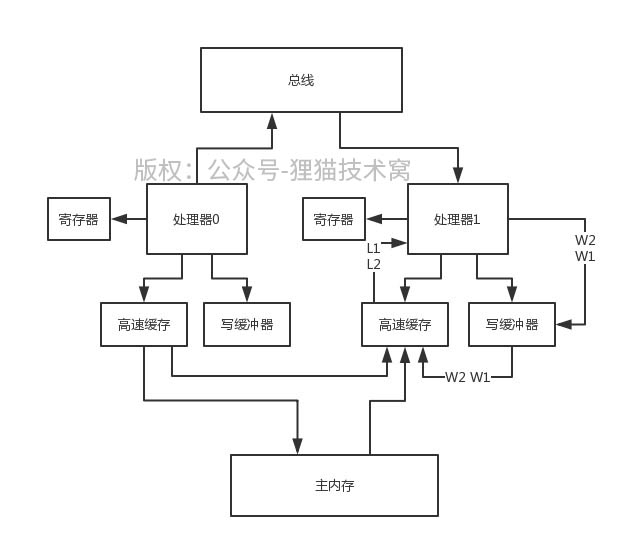 总线
版权：公众号-狸猫技术窝
寄存器
处理器0
寄存器
处理器1
L1
L2
W2
W1
高速缓存
写缓冲器
高速缓存
写缓冲器
W2 W1
主内存